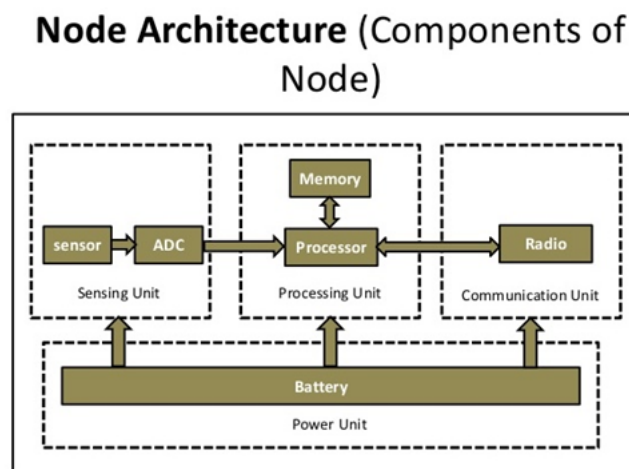 Node Architecture (Components of
Node)
Memory
sensor
ADC
Processor
Radio
Sensing Unit
Processing Unit
Communication Unit
Battery
Power Unit